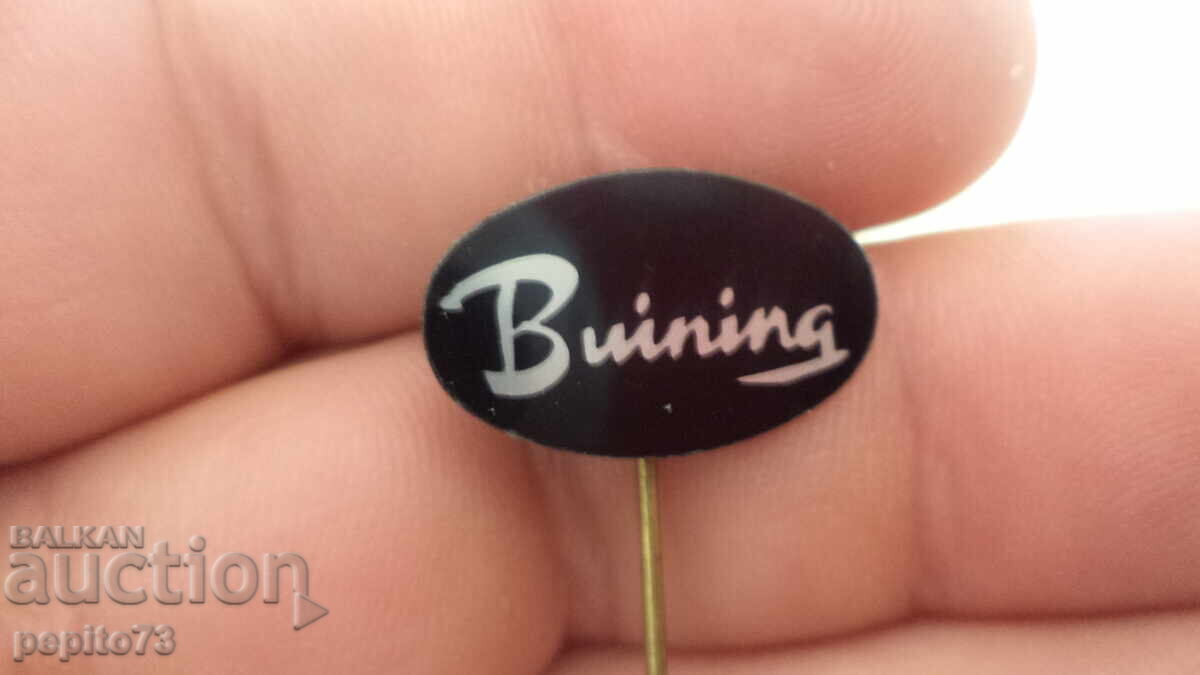 Buining
BALKAN
auction
pepito73